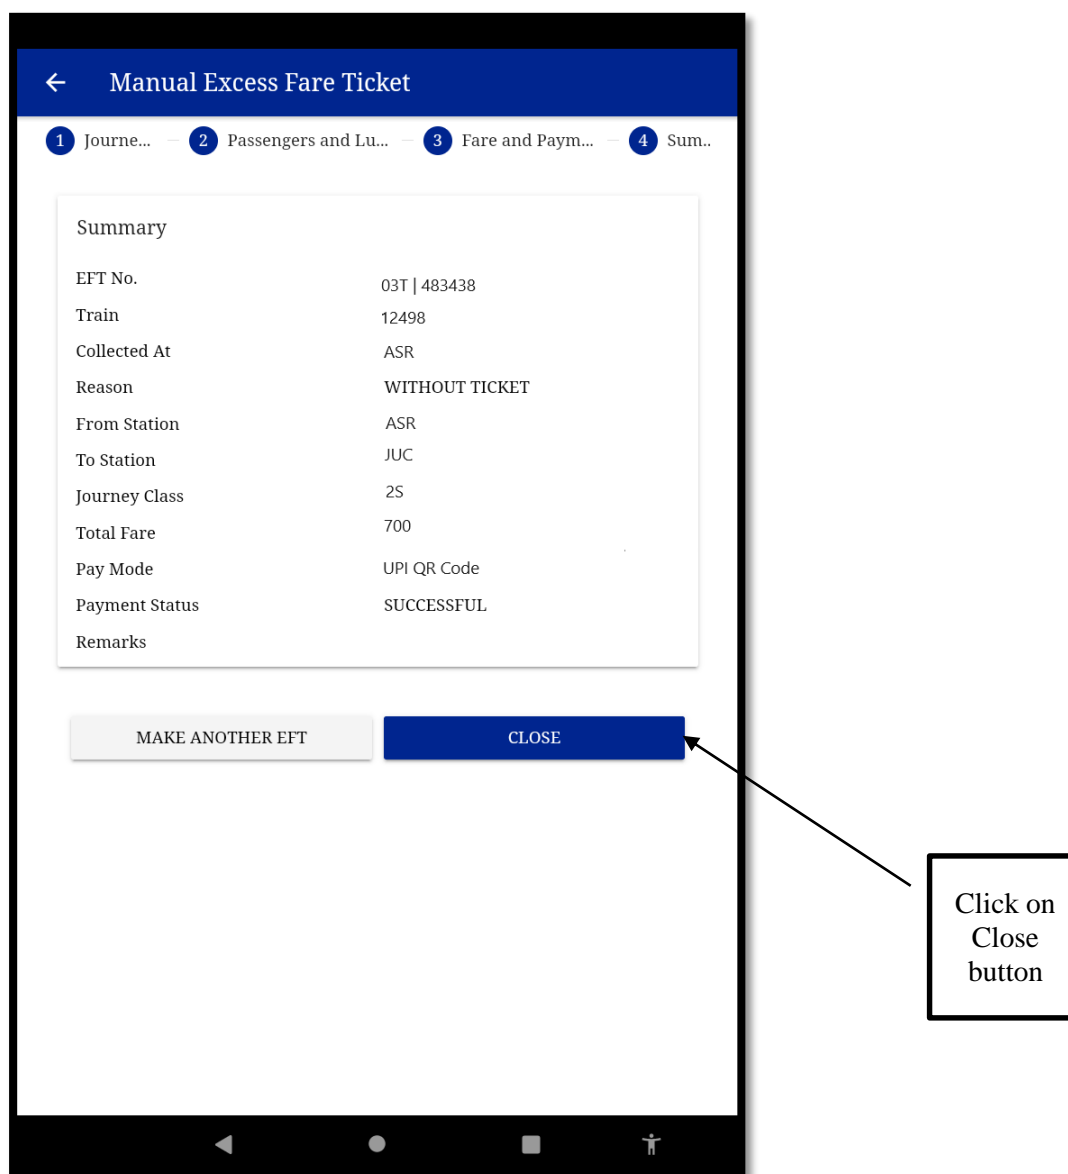 Manual Excess Fare Ticket
1 Journe... 2 Passengers and Lu... 3 Fare and Paym... 4 Sum..
Summary
EFT No. 03T | 483438
Train 12498
Collected At ASR
Reason WITHOUT TICKET
From Station ASR
To Station JUC
Journey Class 2S
Total Fare 700
Pay Mode UPI QR Code
Payment Status SUCCESSFUL
Remarks
MAKE ANOTHER EFT CLOSE
Click on
Close
button